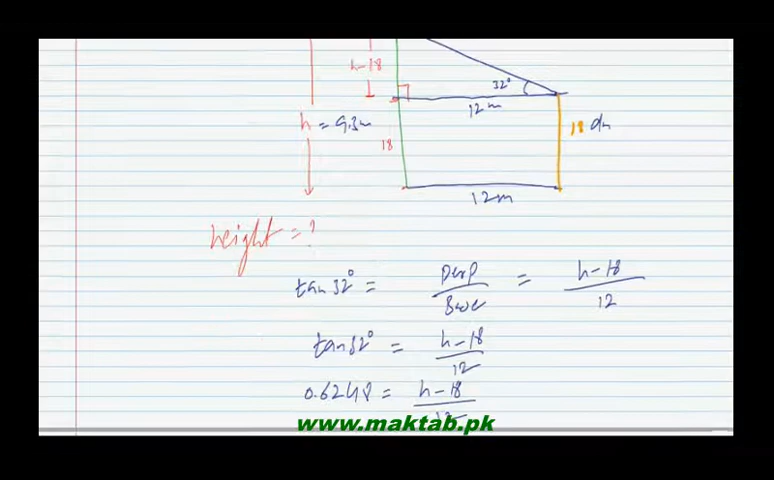 h-18
32°
12m
h = 9.3m
18
18 dm
12m
height = ?
tan 32° = Perp / Base = h-18 / 12
tan 32° = h-18 / 12
0.6248 = h-18 / 12
www.maktab.pk